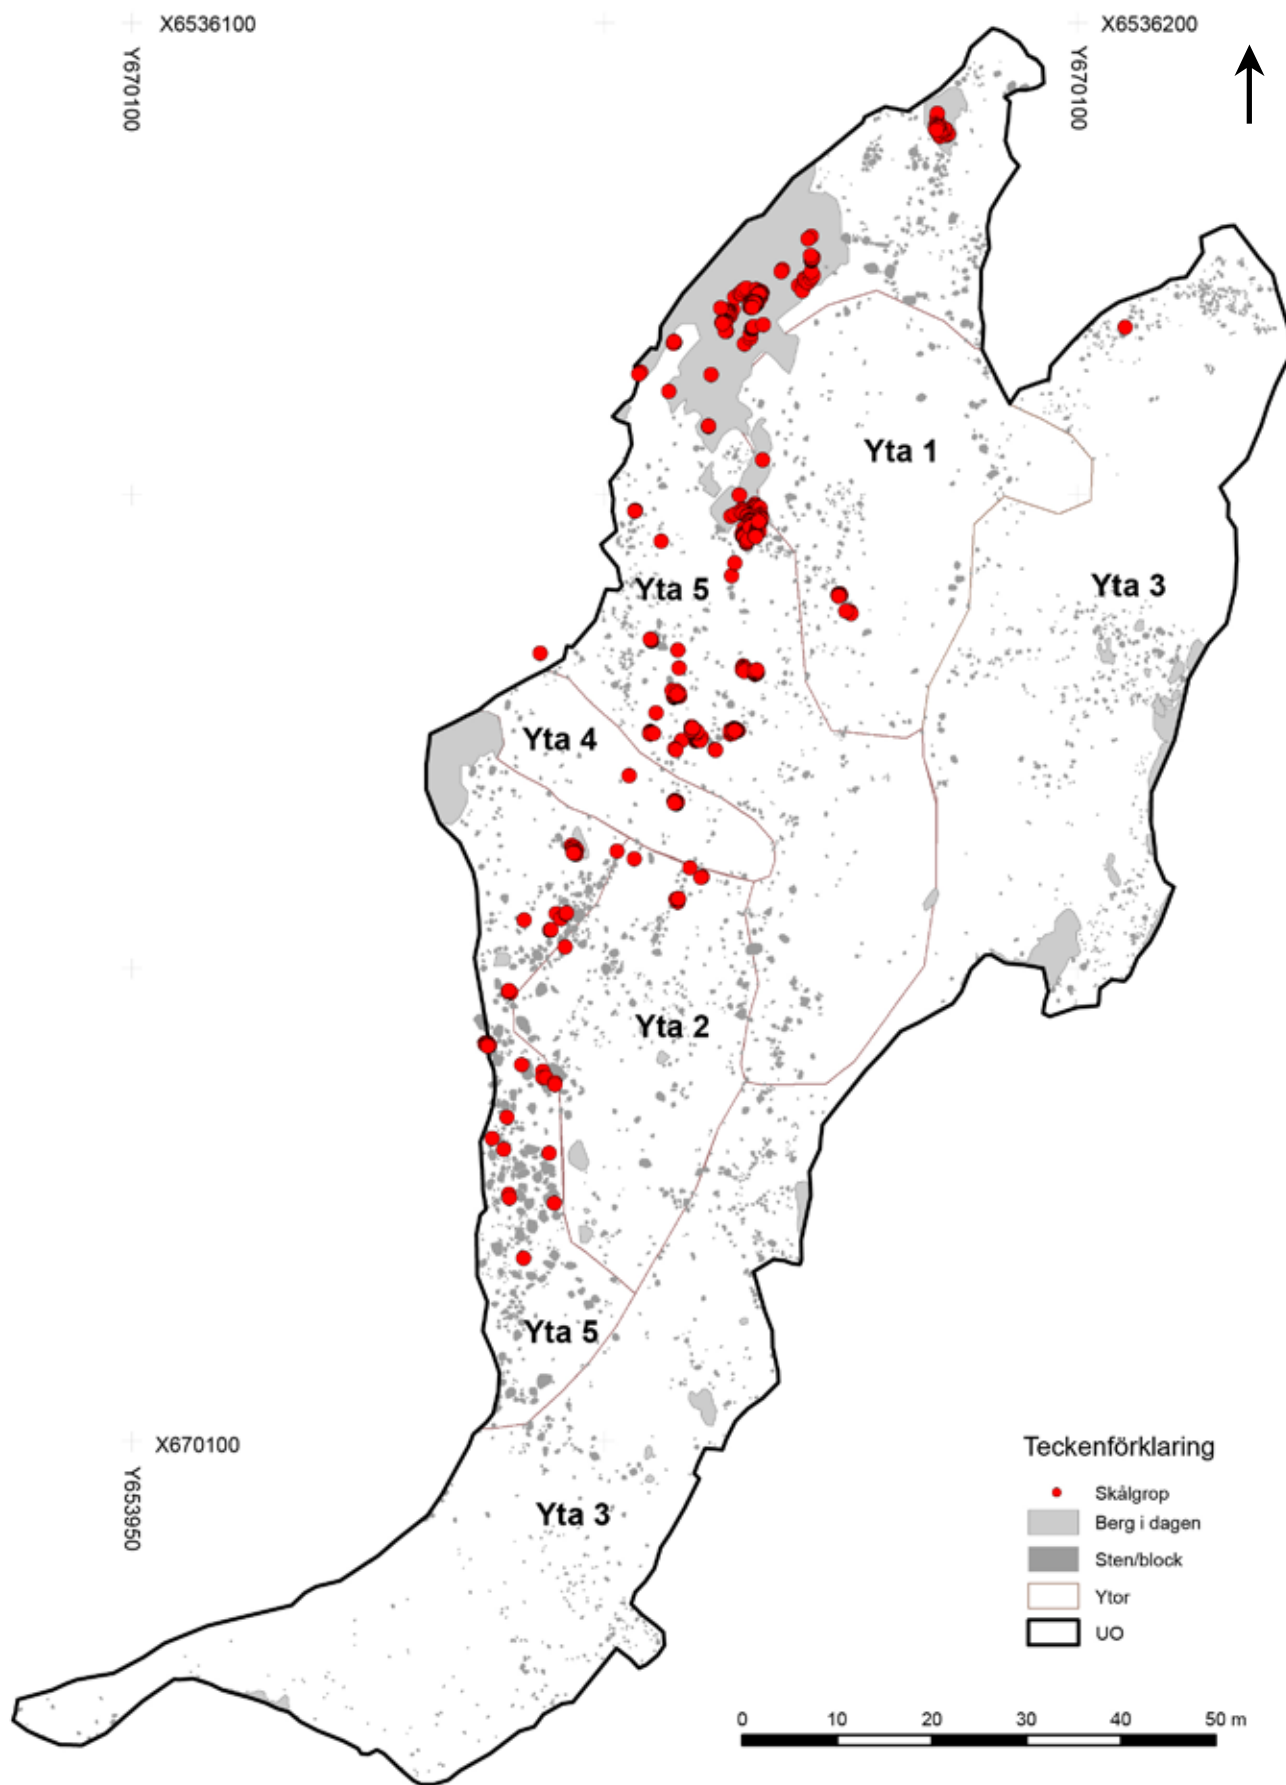 X6536100
X6536200
Y670100
Y670100
Yta 1
Yta 3
Yta 5
Yta 4
Yta 2
Yta 5
X670100
Y653950
Yta 3
Teckenförklaring
Skålgrop
Berg i dagen
Sten/block
Ytor
UO
0 10 20 30 40 50 m